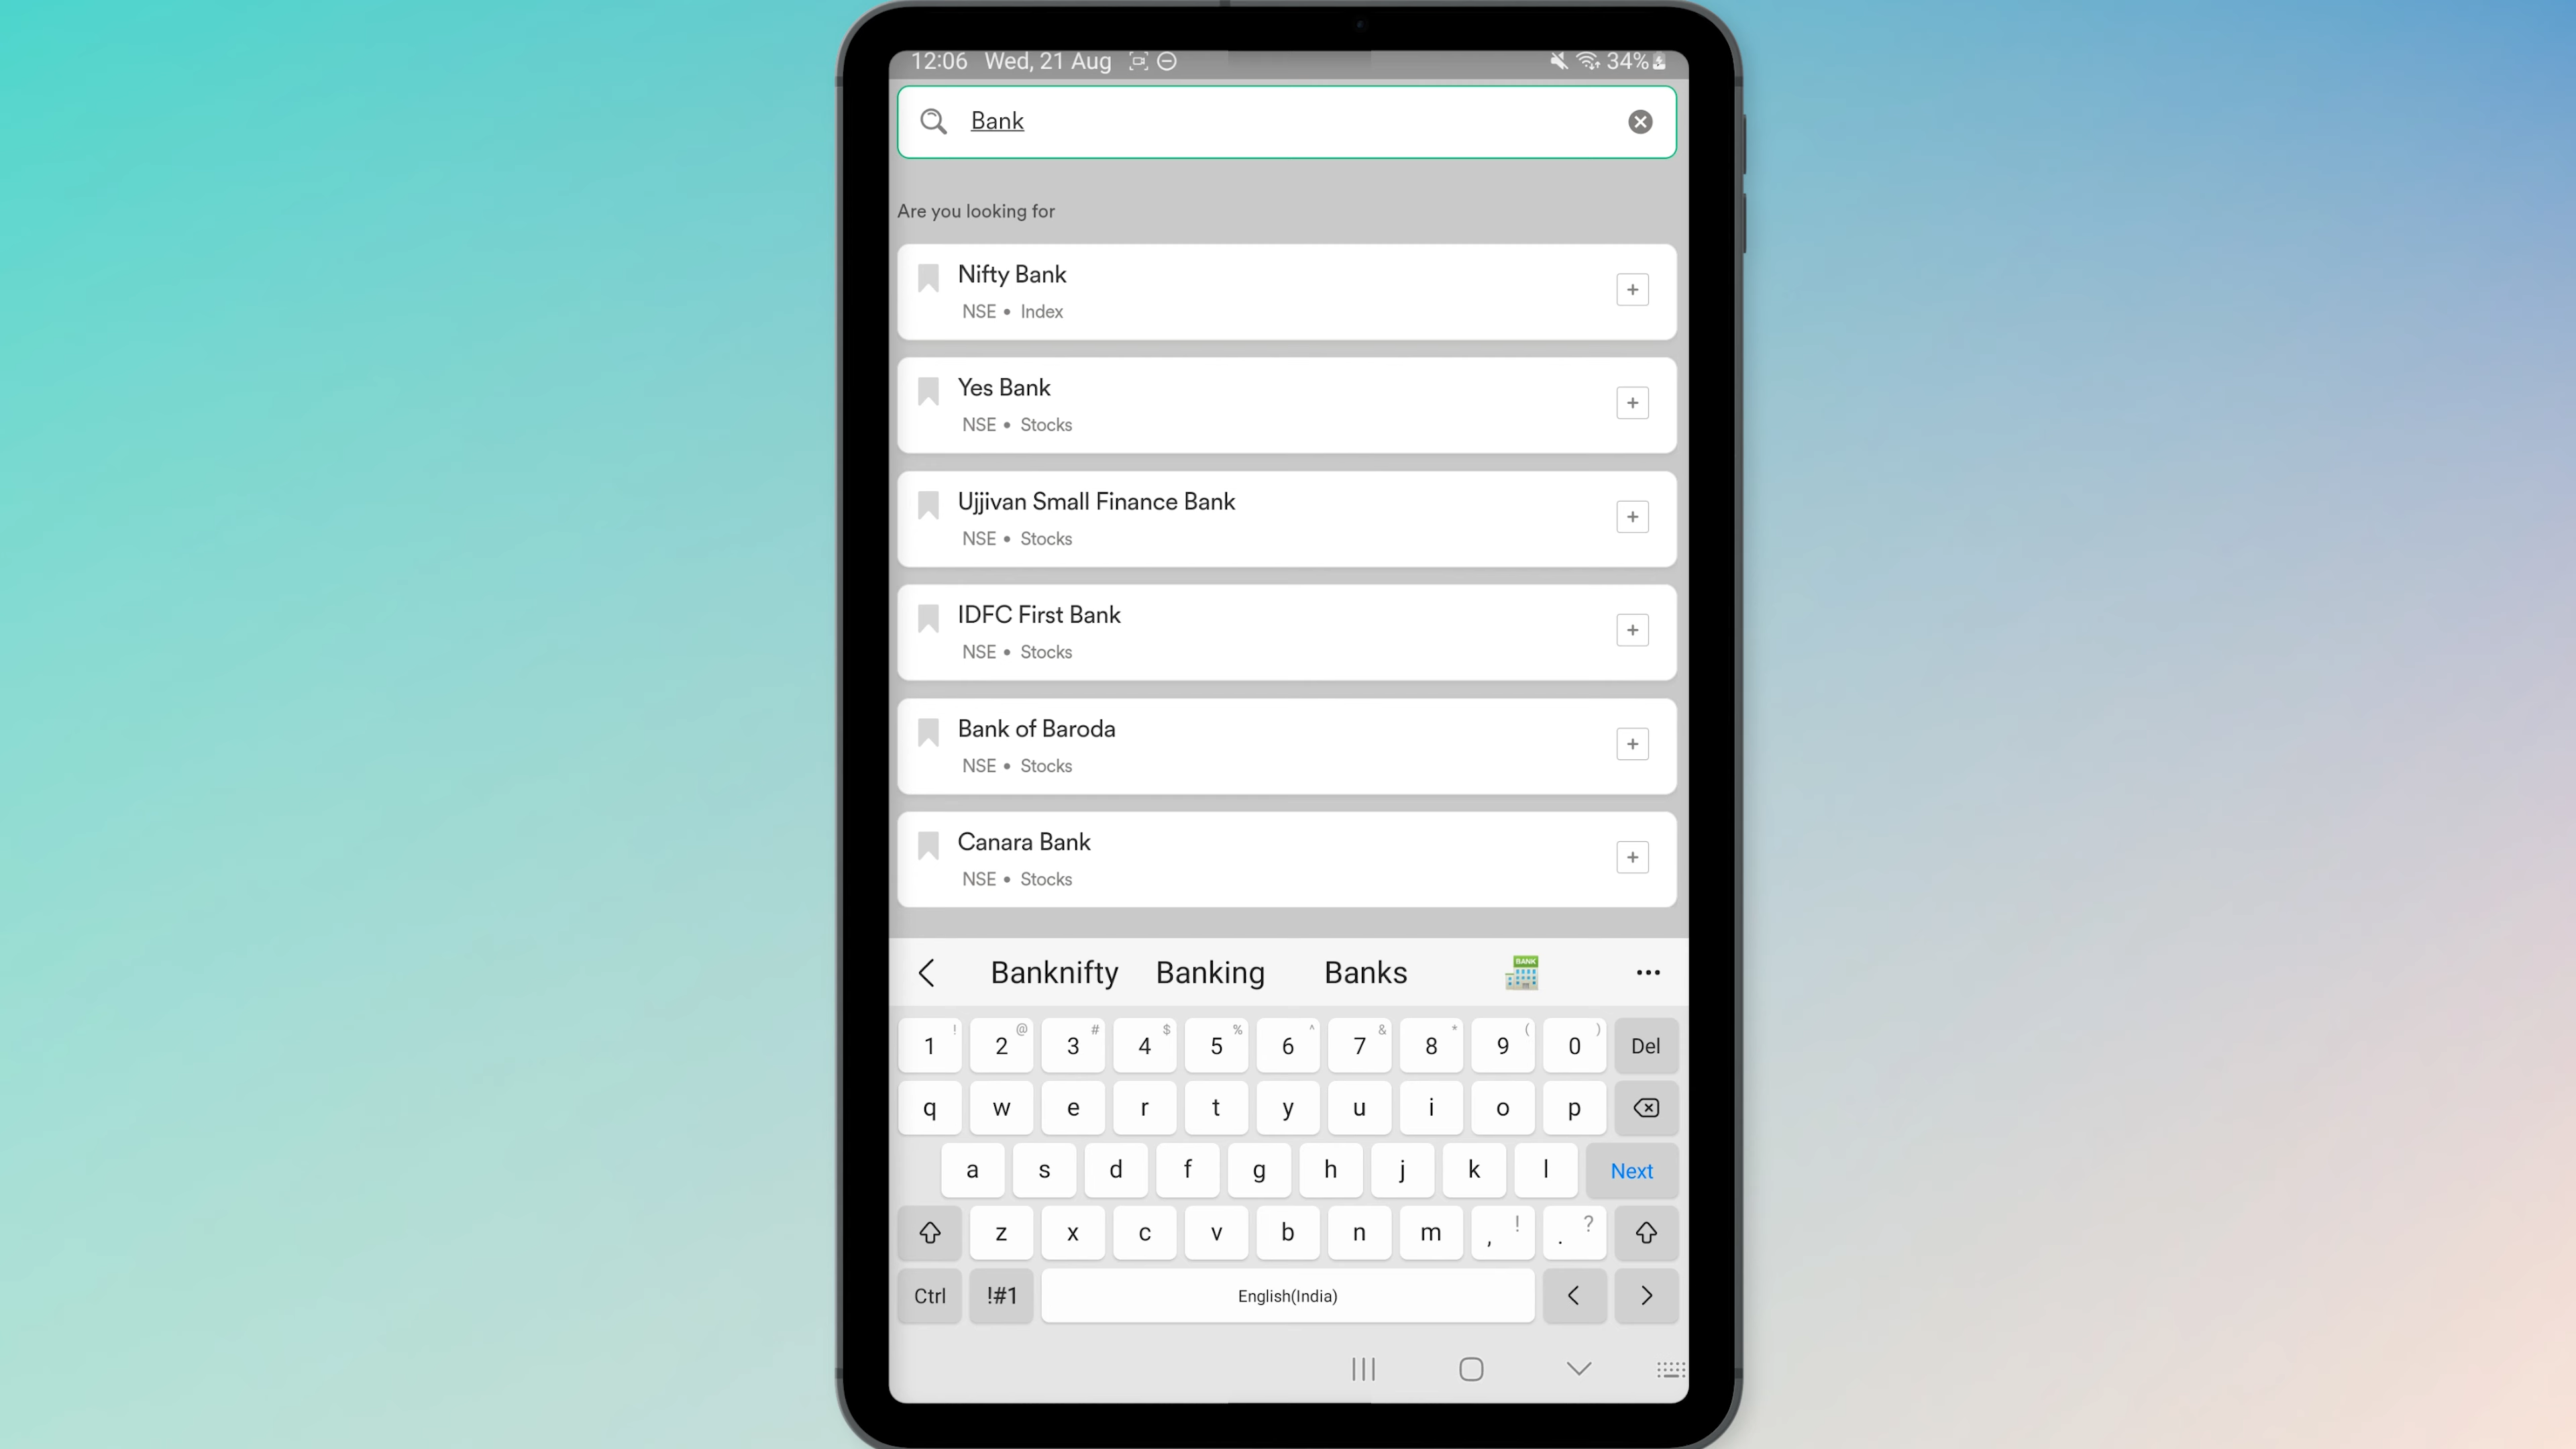 12:06 Wed, 21 Aug 34%
Bank
Are you looking for
Nifty Bank
NSE • Index
Yes Bank
NSE • Stocks
Ujjivan Small Finance Bank
NSE • Stocks
IDFC First Bank
NSE • Stocks
Bank of Baroda
NSE • Stocks
Canara Bank
NSE • Stocks
Banknifty Banking Banks BANK ...
1 ! 2 @ 3 # 4 $ 5 % 6 ^ 7 & 8 * 9 ( 0 ) Del
q w e r t y u i o p
a s d f g h j k l Next
z x c v b n m , ! . ?
Ctrl !#1 English(India) < >